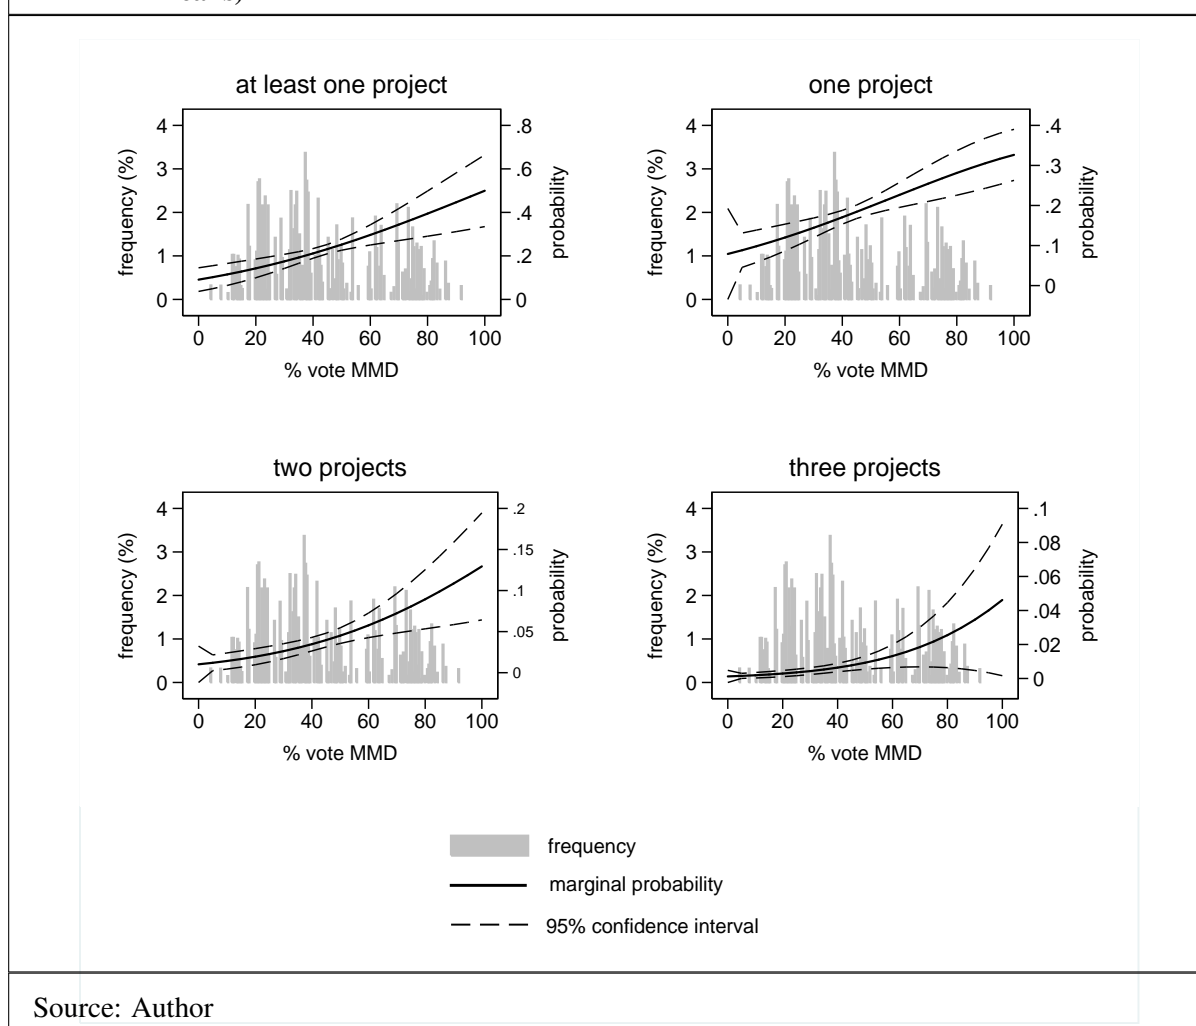 at least one project
one project
4 3 2 1 0
frequency (%)
.8 .6 .4 .2 0
probability
0 20 40 60 80 100
% vote MMD
4 3 2 1 0
frequency (%)
.4 .3 .2 .1 0
probability
0 20 40 60 80 100
% vote MMD
two projects
three projects
4 3 2 1 0
frequency (%)
.2 .15 .1 .05 0
probability
0 20 40 60 80 100
% vote MMD
4 3 2 1 0
frequency (%)
.1 .08 .06 .04 .02 0
probability
0 20 40 60 80 100
% vote MMD
frequency
marginal probability
95% confidence interval
Source: Author